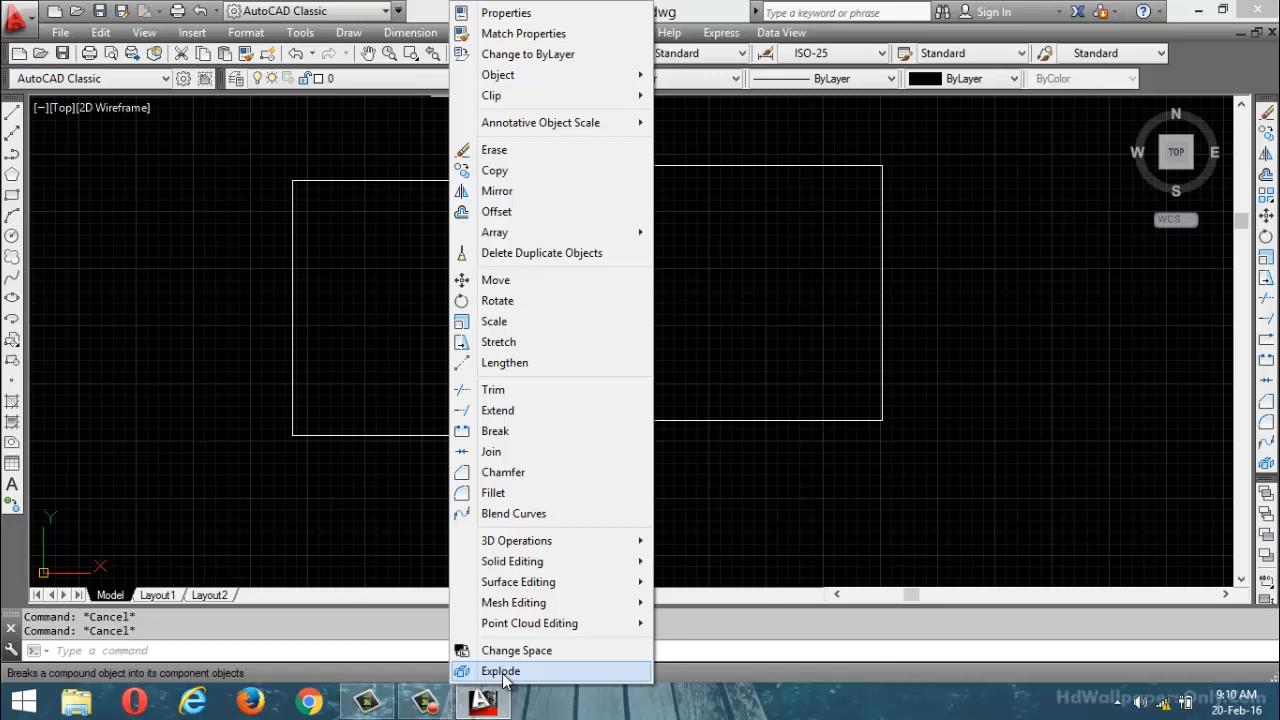 AutoCAD Classic
dwg
Type a keyword or phrase
Sign In
File
Edit
View
Insert
Format
Tools
Draw
Dimension
Help
Express
Data View
Standard
ISO-25
Standard
Standard
AutoCAD Classic
0
ByLayer
ByLayer
ByColor
[−][Top][2D Wireframe]
Properties
Match Properties
Change to ByLayer
Object
Clip
Annotative Object Scale
Erase
Copy
Mirror
Offset
Array
Delete Duplicate Objects
Move
Rotate
Scale
Stretch
Lengthen
Trim
Extend
Break
Join
Chamfer
Fillet
Blend Curves
3D Operations
Solid Editing
Surface Editing
Mesh Editing
Point Cloud Editing
Change Space
Explode
N
W
TOP
E
S
WCS
A
Y
X
Model
Layout1
Layout2
Command: *Cancel*
Command: *Cancel*
Type a command
Breaks a compound object into its component objects
HdWallpapersOnly.com
9:10 AM
20-Feb-16